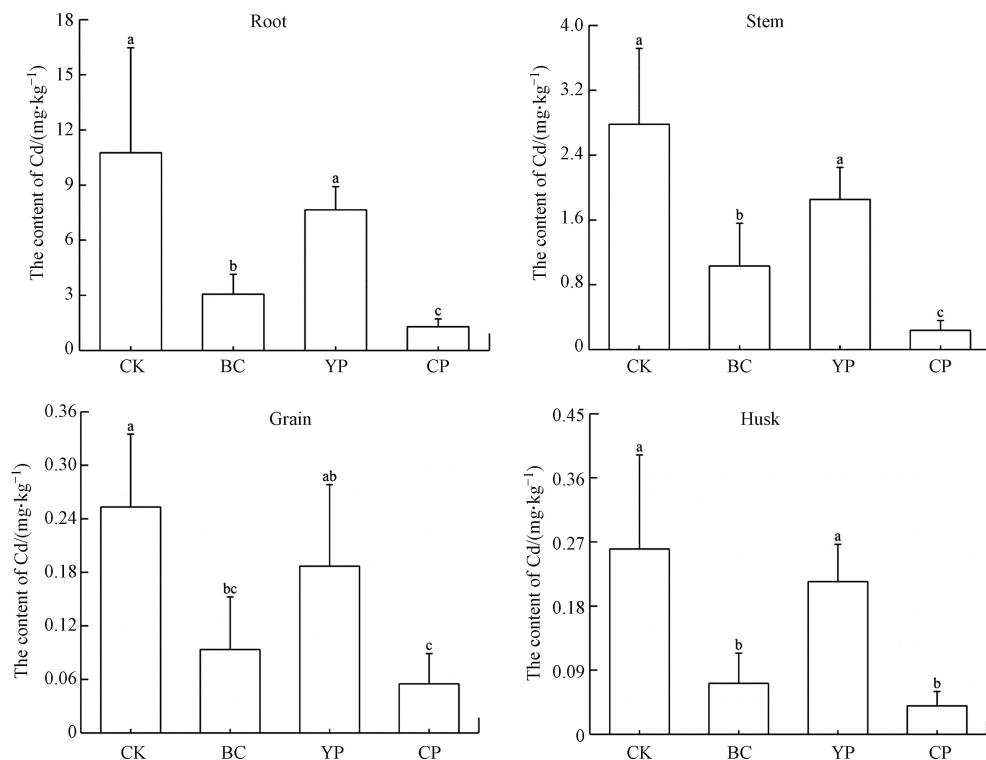 Root
The content of Cd/(mg·kg⁻¹)
18
15
12
9
6
3
0
a
b
a
c
CK BC YP CP
Stem
The content of Cd/(mg·kg⁻¹)
4.0
3.2
2.4
1.6
0.8
0
a
b
a
c
CK BC YP CP
Grain
The content of Cd/(mg·kg⁻¹)
0.36
0.30
0.24
0.18
0.12
0.06
0
a
bc
ab
c
CK BC YP CP
Husk
The content of Cd/(mg·kg⁻¹)
0.45
0.36
0.27
0.18
0.09
0
a
b
a
b
CK BC YP CP